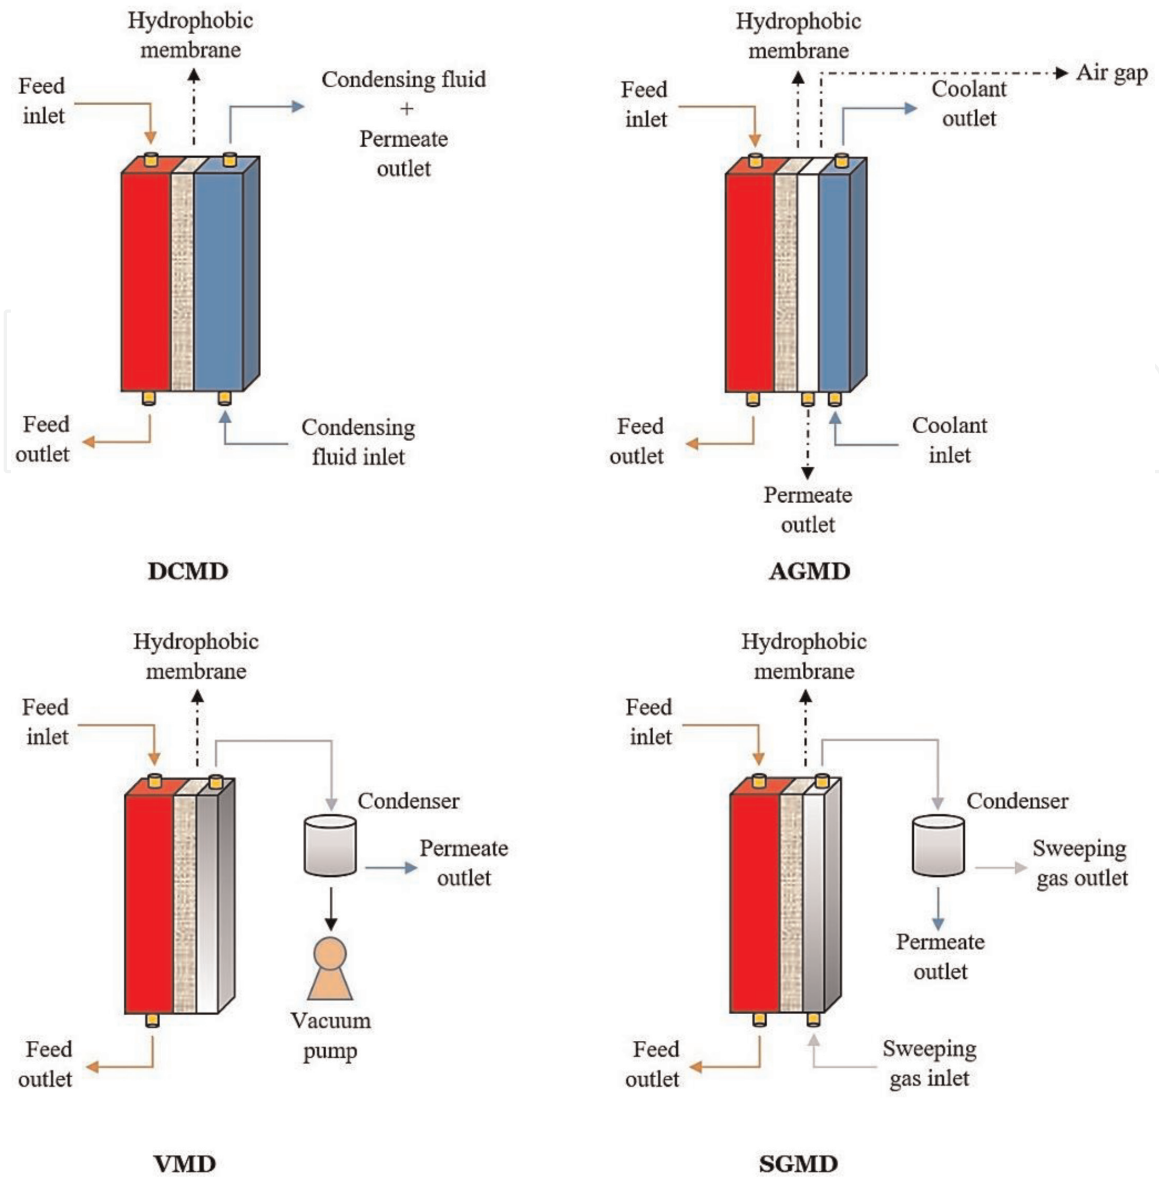 Hydrophobic
membrane
Feed
inlet
Condensing fluid
+
Permeate
outlet
Feed
outlet
Condensing
fluid inlet
DCMD
Hydrophobic
membrane
Air gap
Feed
inlet
Coolant
outlet
Feed
outlet
Coolant
inlet
Permeate
outlet
AGMD
Hydrophobic
membrane
Feed
inlet
Condenser
Permeate
outlet
Vacuum
pump
Feed
outlet
VMD
Hydrophobic
membrane
Feed
inlet
Condenser
Sweeping
gas outlet
Permeate
outlet
Feed
outlet
Sweeping
gas inlet
SGMD